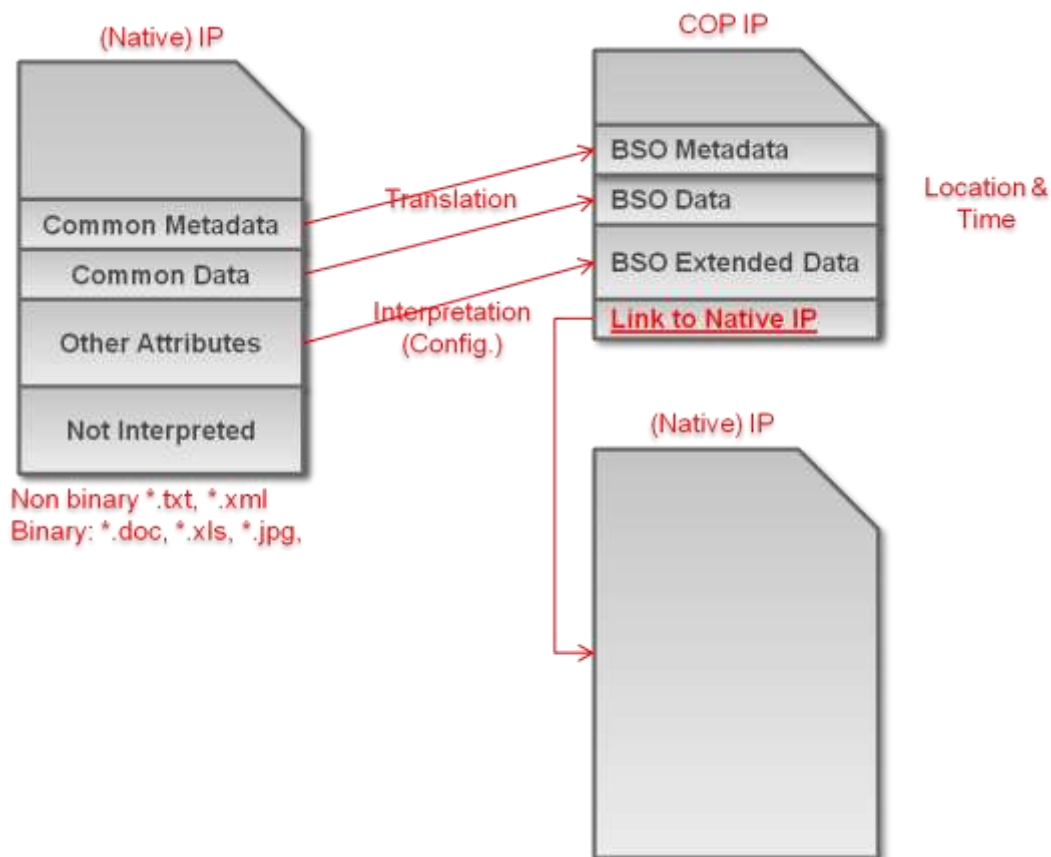 (Native) IP
Common Metadata
Common Data
Other Attributes
Not Interpreted
Non binary *.txt, *.xml
Binary: *.doc, *.xls, *.jpg,
Translation
Interpretation
(Config.)
COP IP
BSO Metadata
BSO Data
BSO Extended Data
Link to Native IP
Location &
Time
(Native) IP